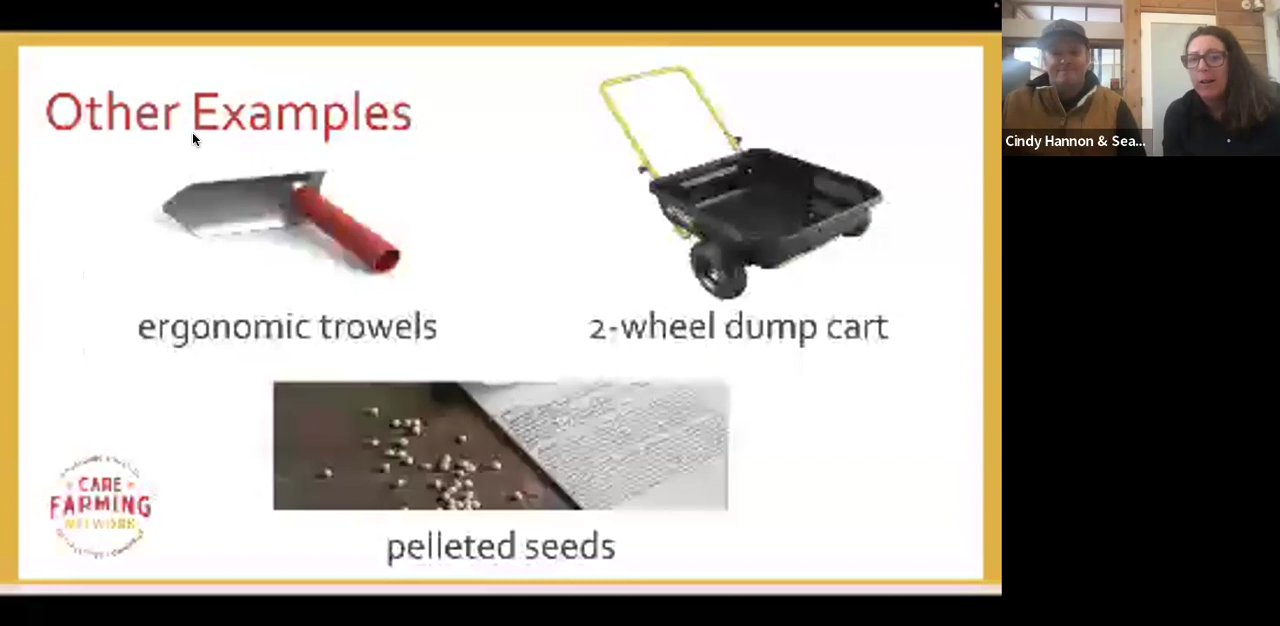 Other Examples
ergonomic trowels
2-wheel dump cart
CARE
FARMING
NETWORK
pelleted seeds
Cindy Hannon & Sea...